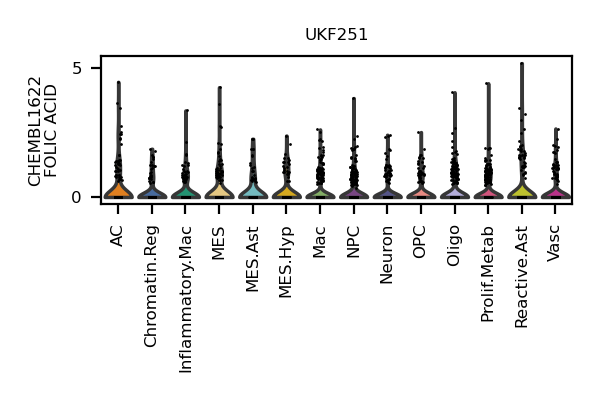 UKF251
CHEMBL1622
FOLIC ACID
5
0
AC
Chromatin.Reg
Inflammatory.Mac
MES
MES.Ast
MES.Hyp
Mac
NPC
Neuron
OPC
Oligo
Prolif.Metab
Reactive.Ast
Vasc